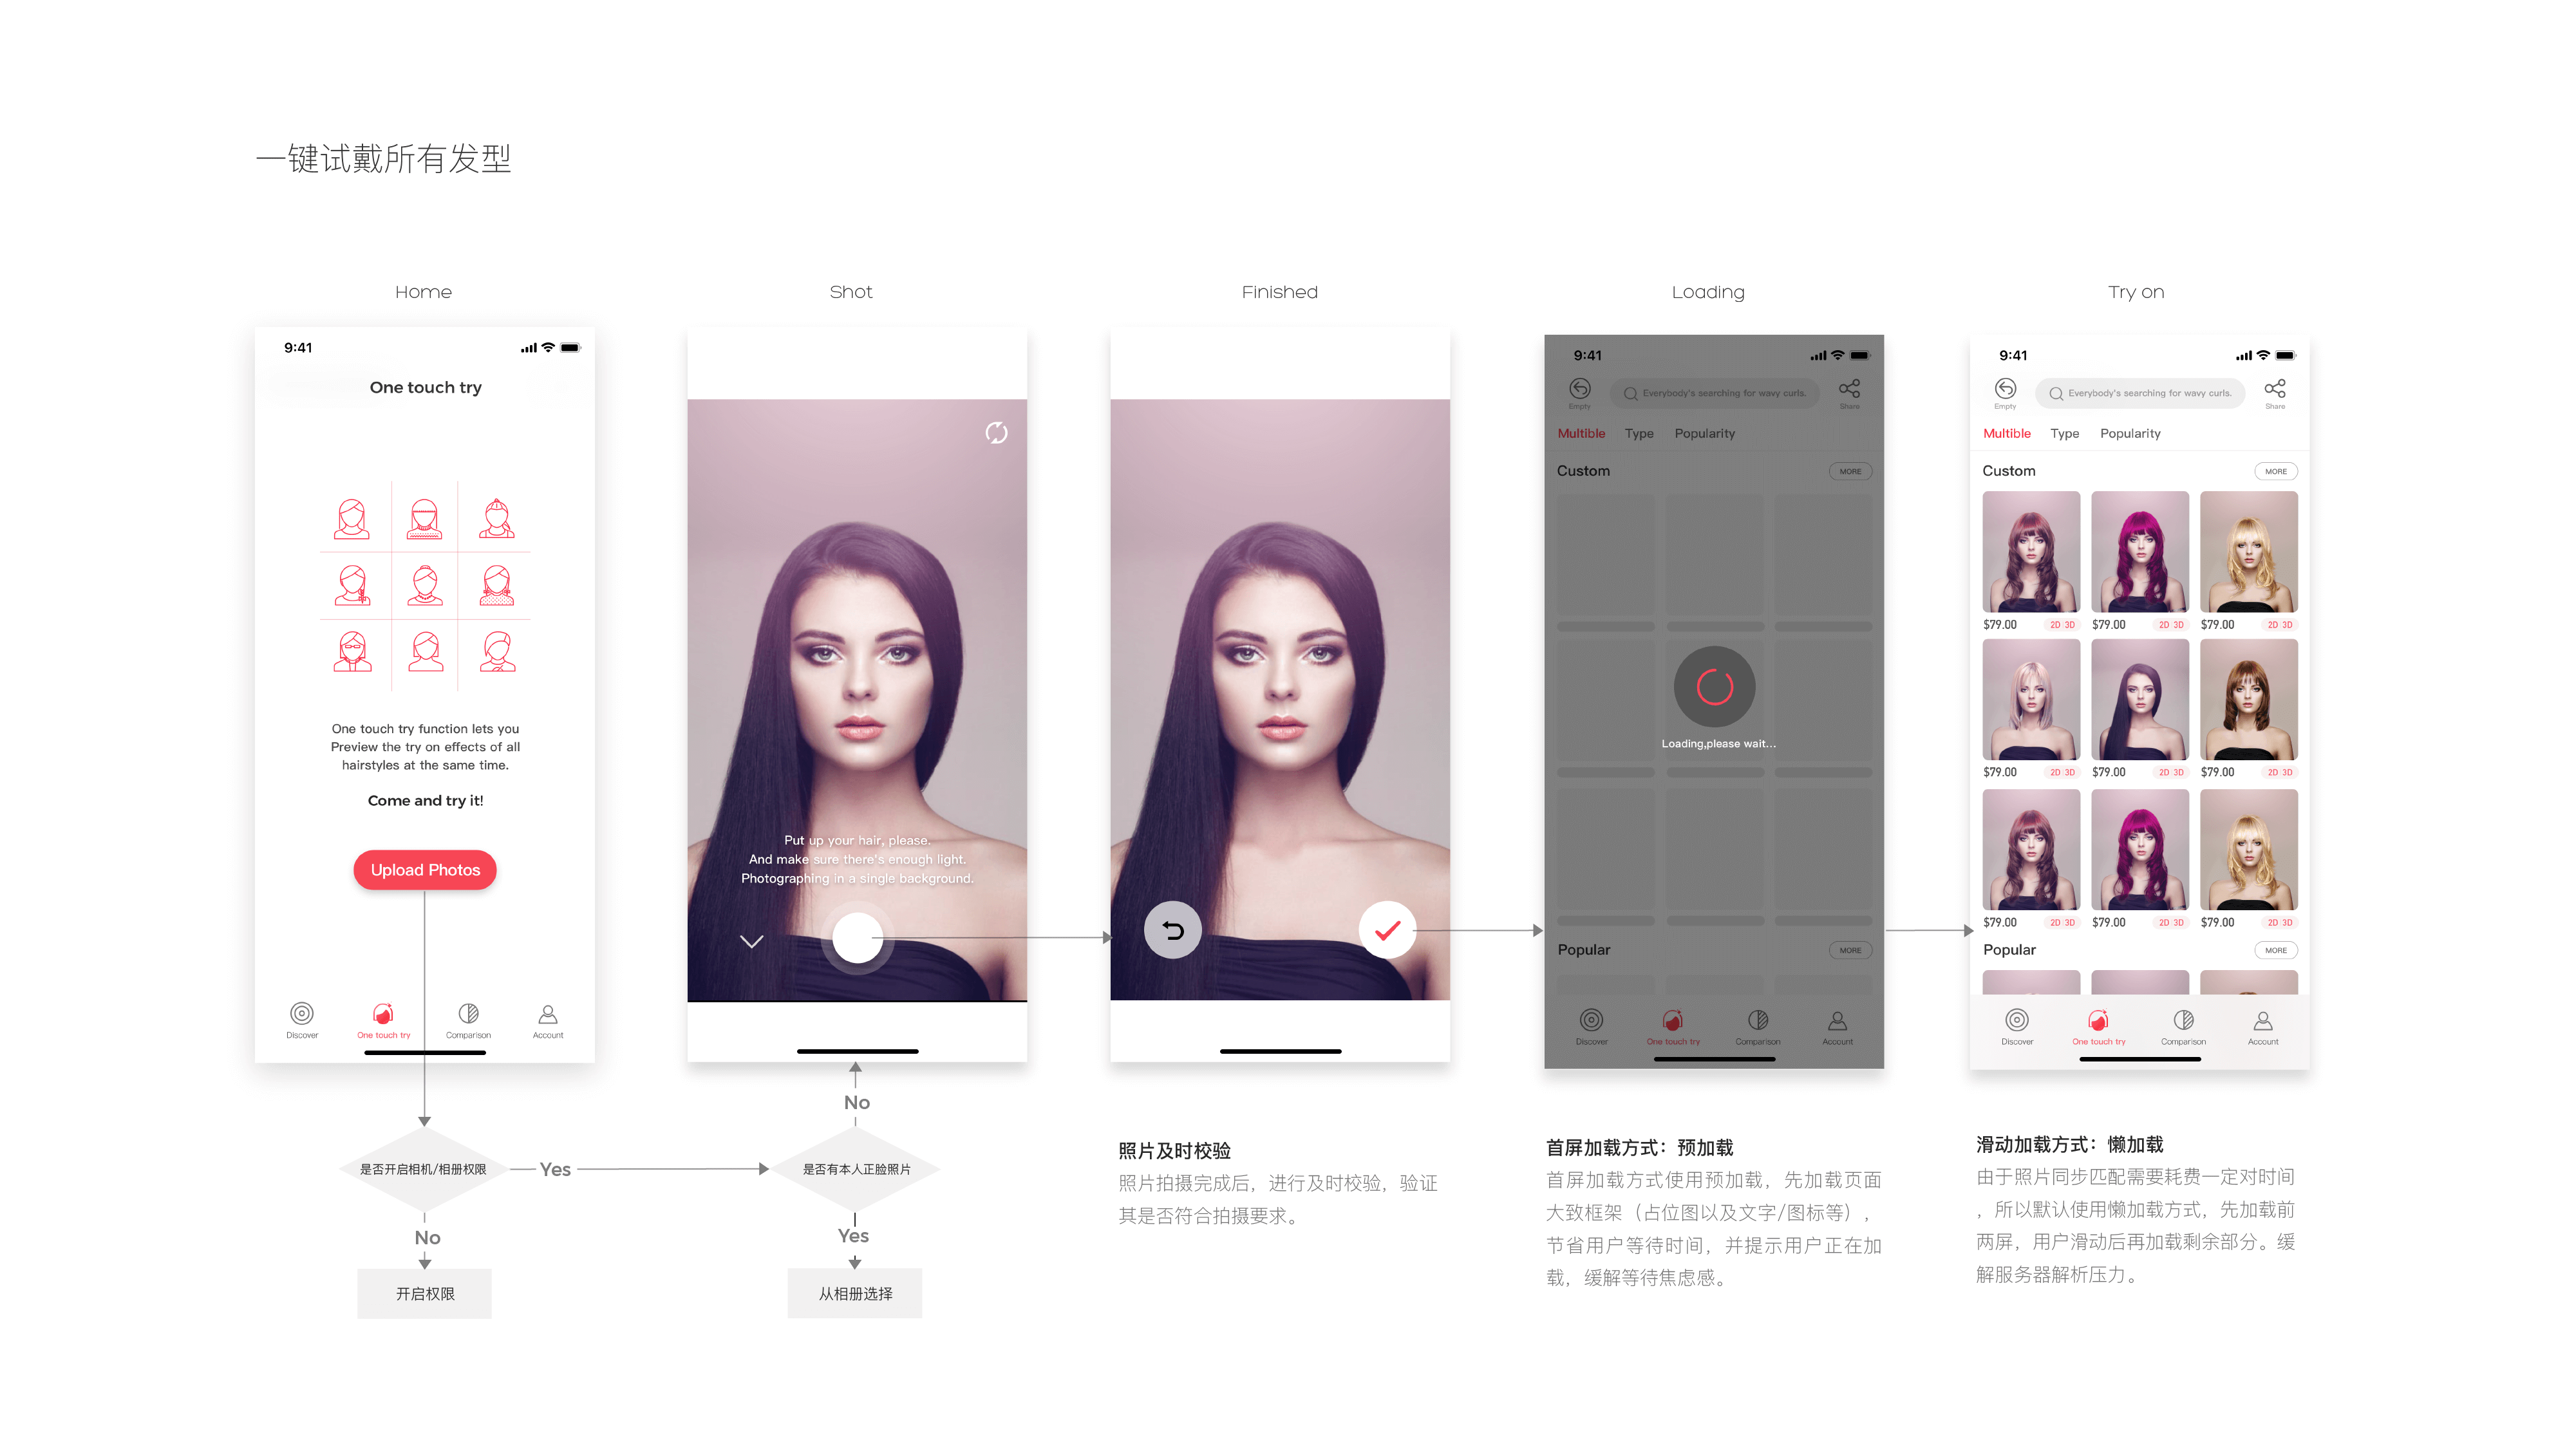 一键试戴所有发型
Home
Shot
Finished
Loading
Try on
9:41
One touch try
One touch try function lets you
Preview the try on effects of all
hairstyles at the same time.
Come and try it!
Upload Photos
Discover
One touch try
Comparison
Account
Put up your hair, please.
And make sure there's enough light.
Photographing in a single background.
9:41
Empty
Everybody's searching for wavy curls.
Share
Multible
Type
Popularity
Custom
MORE
Loading,please wait...
Popular
MORE
Discover
One touch try
Comparison
Account
9:41
Empty
Everybody's searching for wavy curls.
Share
Multible
Type
Popularity
Custom
MORE
$79.00 2D 3D
$79.00 2D 3D
$79.00 2D 3D
$79.00 2D 3D
$79.00 2D 3D
$79.00 2D 3D
$79.00 2D 3D
$79.00 2D 3D
$79.00 2D 3D
Popular
MORE
Discover
One touch try
Comparison
Account
是否开启相机/相册权限
Yes
No
开启权限
No
是否有本人正脸照片
Yes
从相册选择
照片及时校验
照片拍摄完成后，进行及时校验，验证
其是否符合拍摄要求。
首屏加载方式：预加载
首屏加载方式使用预加载，先加载页面
大致框架（占位图以及文字/图标等），
节省用户等待时间，并提示用户正在加
载，缓解等待焦虑感。
滑动加载方式：懒加载
由于照片同步匹配需要耗费一定对时间
，所以默认使用懒加载方式，先加载前
两屏，用户滑动后再加载剩余部分。缓
解服务器解析压力。